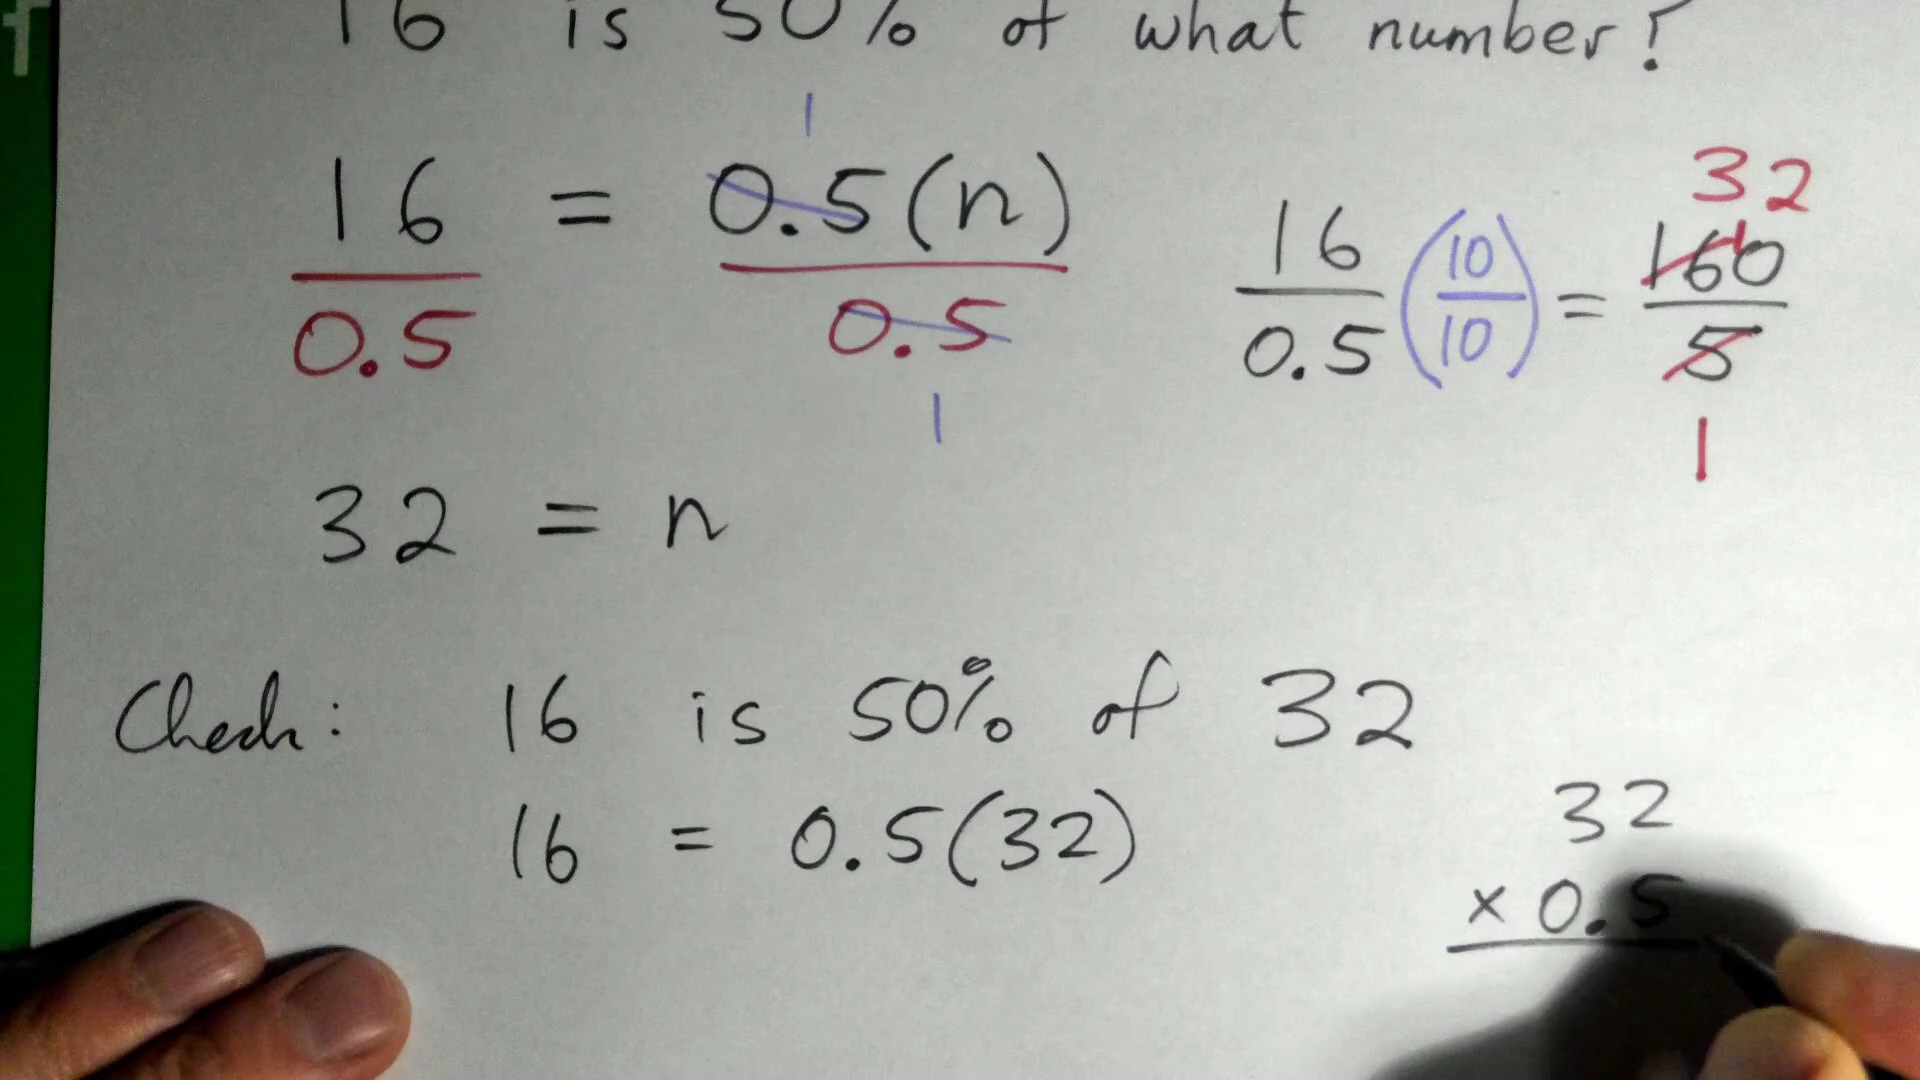 16 is 50% of what number?
1
16 = 0.5(n)
0.5 0.5
1
16/0.5 (10/10) = 160/5
32
1
1
32 = n
Check: 16 is 50% of 32
16 = 0.5(32)
32
× 0.5